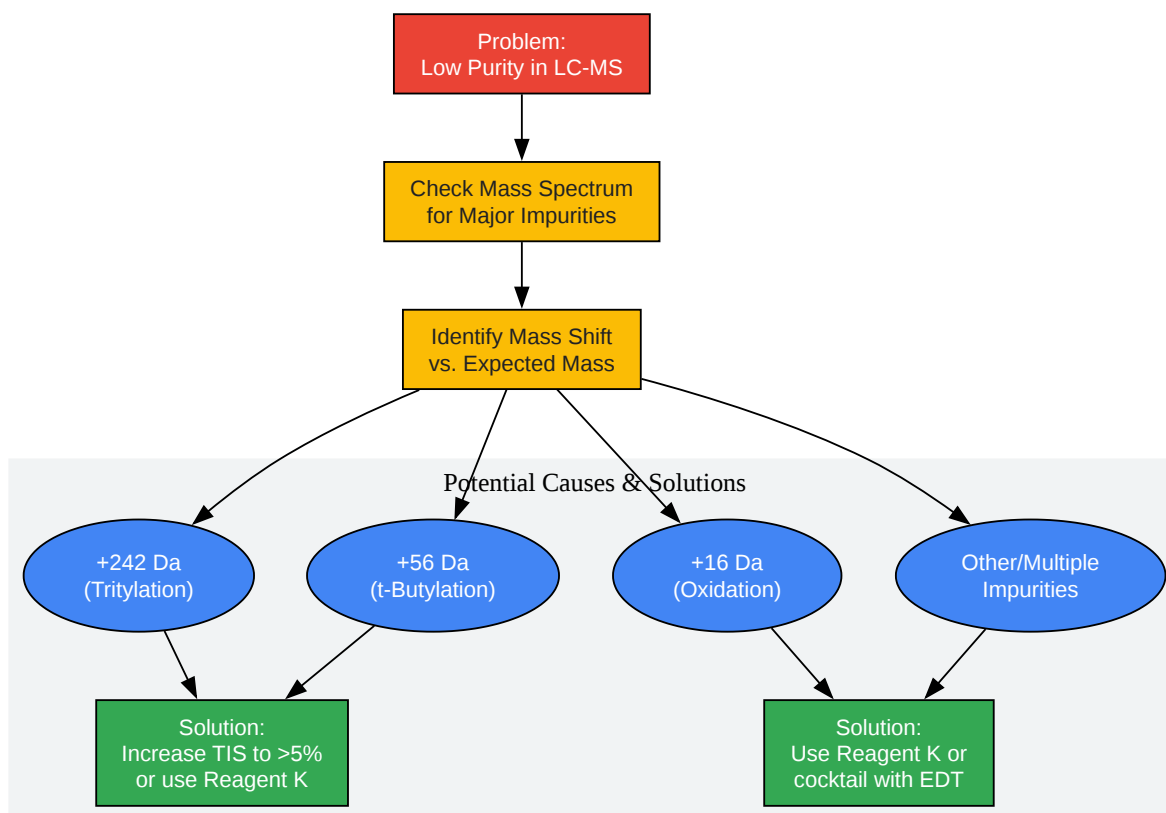 Problem:
Low Purity in LC-MS
Check Mass Spectrum
for Major Impurities
Identify Mass Shift
vs. Expected Mass
Potential Causes & Solutions
+242 Da
(Tritylation)
+56 Da
(t-Butylation)
+16 Da
(Oxidation)
Other/Multiple
Impurities
Solution:
Increase TIS to >5%
or use Reagent K
Solution:
Use Reagent K or
cocktail with EDT